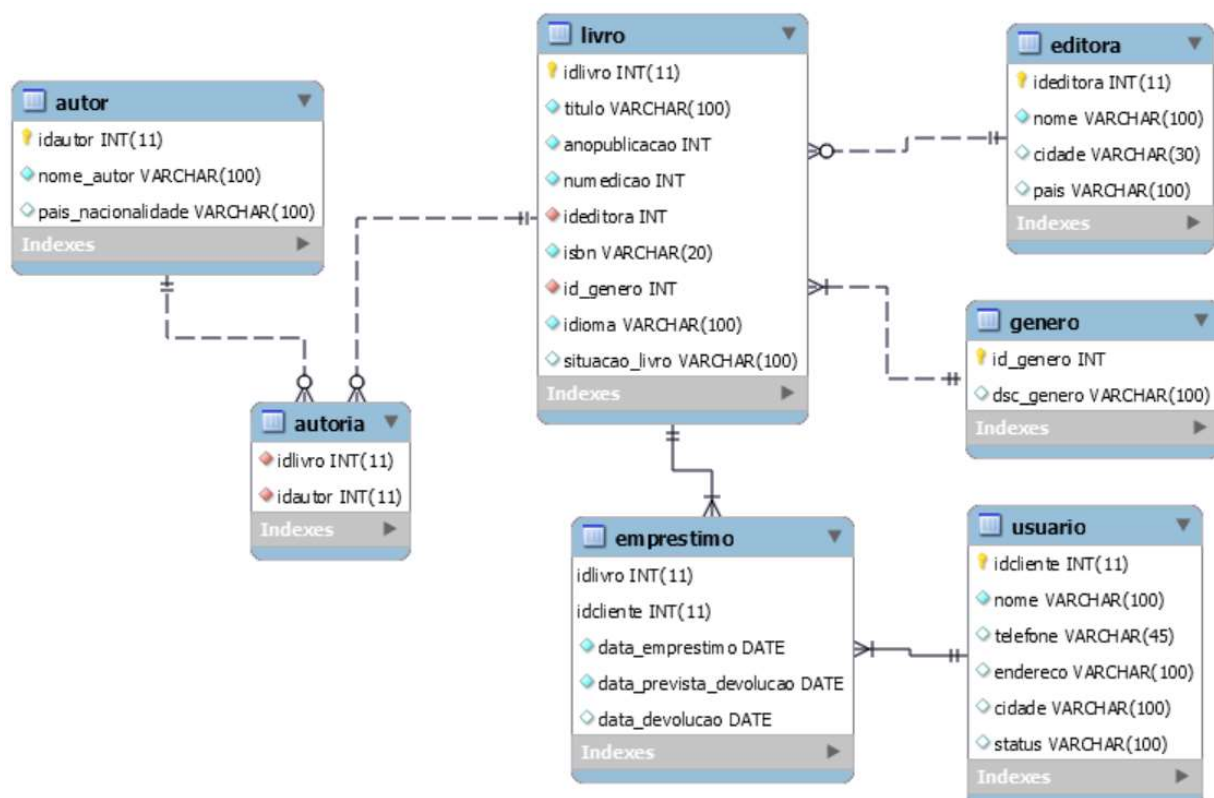 autor
idautor INT(11)
nome_autor VARCHAR(100)
pais_nacionalidade VARCHAR(100)
Indexes
livro
idlivro INT(11)
titulo VARCHAR(100)
anopublicacao INT
numedicao INT
ideditora INT
isbn VARCHAR(20)
id_genero INT
idioma VARCHAR(100)
situacao_livro VARCHAR(100)
Indexes
editora
ideditora INT(11)
nome VARCHAR(100)
cidade VARCHAR(30)
pais VARCHAR(100)
Indexes
genero
id_genero INT
dsc_genero VARCHAR(100)
Indexes
autoria
idlivro INT(11)
idautor INT(11)
Indexes
emprestimo
idlivro INT(11)
idcliente INT(11)
data_emprestimo DATE
data_prevista_devolucao DATE
data_devolucao DATE
Indexes
usuario
idcliente INT(11)
nome VARCHAR(100)
telefone VARCHAR(45)
endereco VARCHAR(100)
cidade VARCHAR(100)
status VARCHAR(100)
Indexes